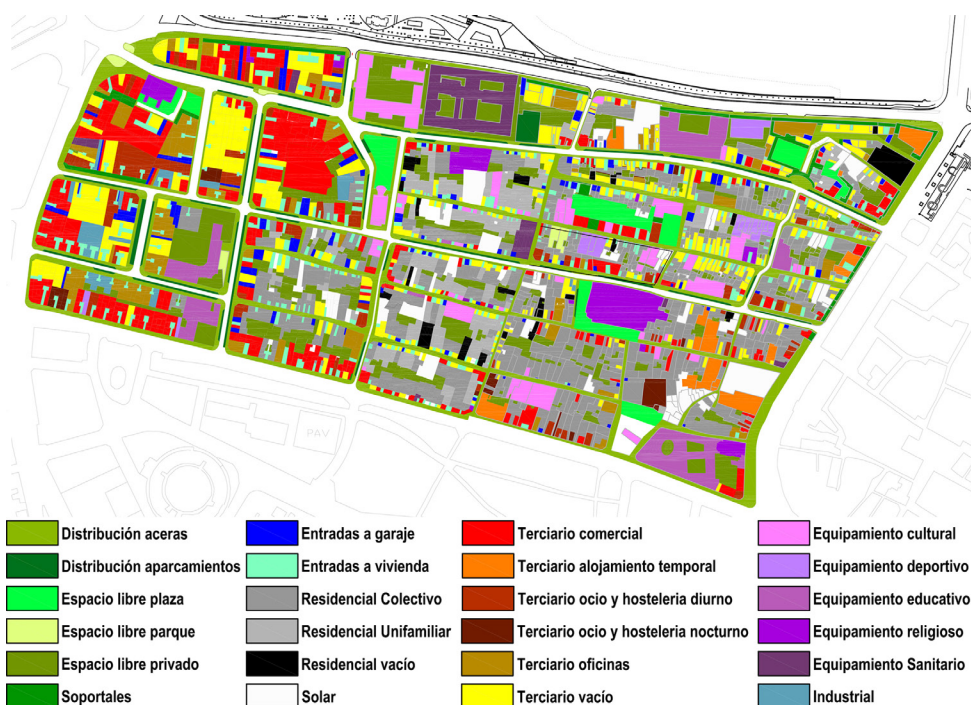 PAV
Distribución aceras
Distribución aparcamientos
Espacio libre plaza
Espacio libre parque
Espacio libre privado
Soportales
Entradas a garaje
Entradas a vivienda
Residencial Colectivo
Residencial Unifamiliar
Residencial vacío
Solar
Terciario comercial
Terciario alojamiento temporal
Terciario ocio y hosteleria diurno
Terciario ocio y hosteleria nocturno
Terciario oficinas
Terciario vacío
Equipamiento cultural
Equipamiento deportivo
Equipamiento educativo
Equipamiento religioso
Equipamiento Sanitario
Industrial